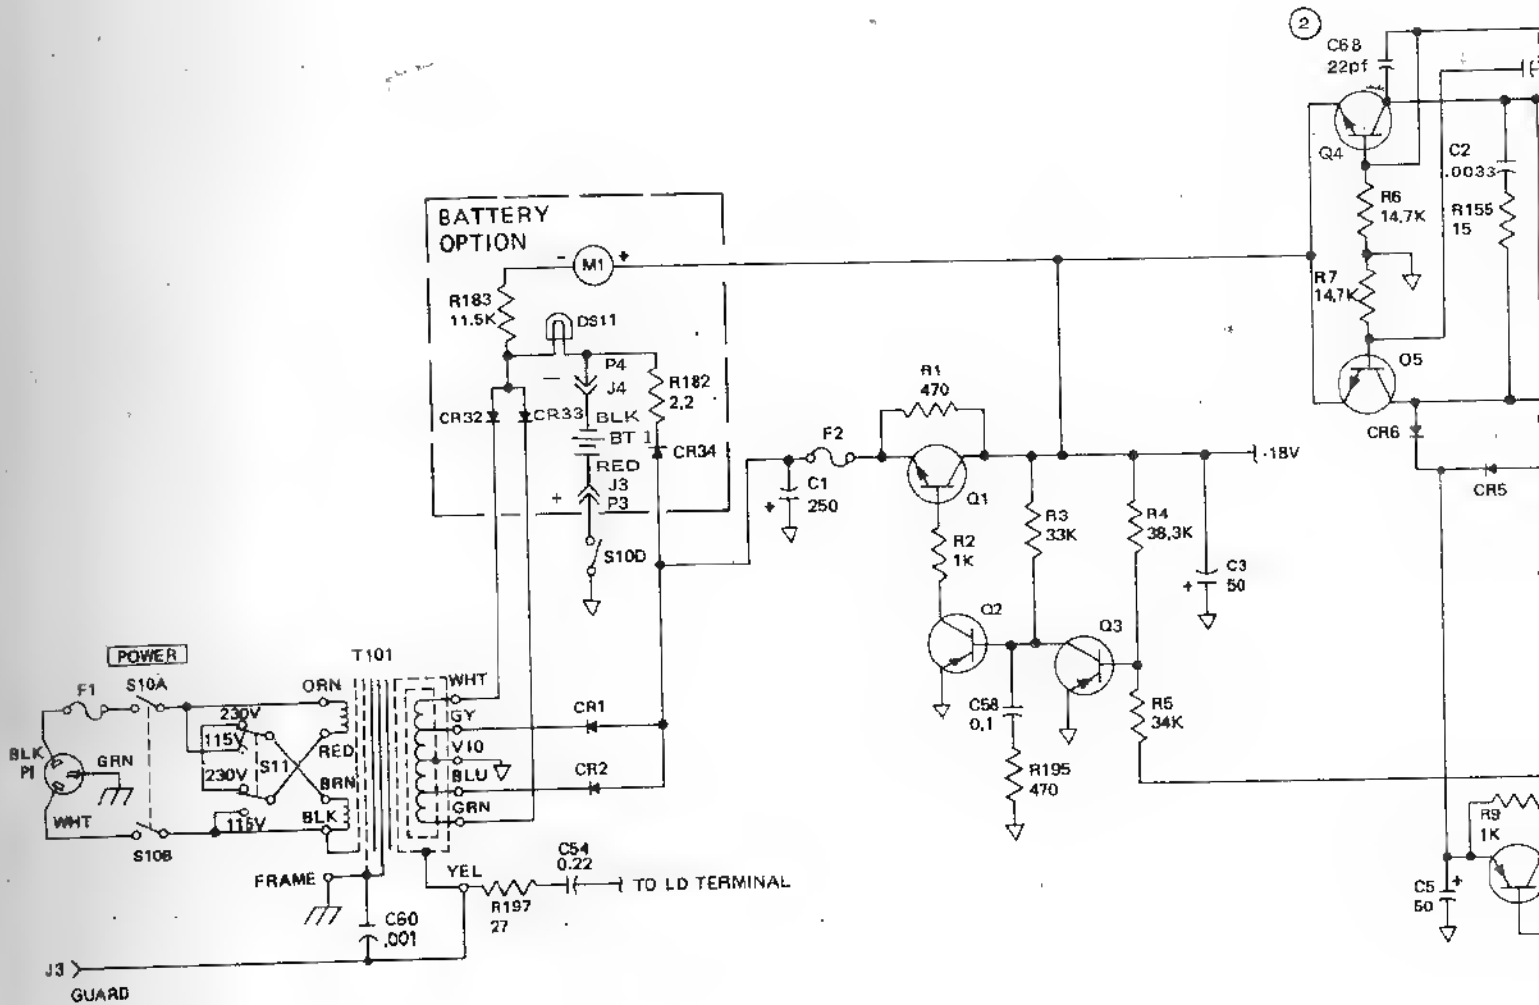 2
C68
22pf
Q4
C2
.0033
R6
14.7K
R155
15
R7
14.7K
Q5
CR6
CR5
BATTERY
OPTION
- M1 +
R183
11.5K
DS11
P4
- J4
R182
2.2
CR32
CR33
BLK
BT 1
RED
CR34
J3
+ P3
S10D
R1
470
F2
C1
+ 250
Q1
-18V
R2
1K
R3
33K
R4
38.3K
C3
+ 50
Q2
Q3
C58
0.1
R5
34K
R195
470
POWER
T101
F1
S10A
ORN
WHT
230V
115V
GY
CR1
RED
VIO
BLK
P1
GRN
S11
230V
BRN
BLU
CR2
GRN
WHT
115V
BLK
S10B
FRAME
YEL
C54
0.22
TO LD TERMINAL
R197
27
C60
.001
J3
GUARD
R9
1K
C5
50
+